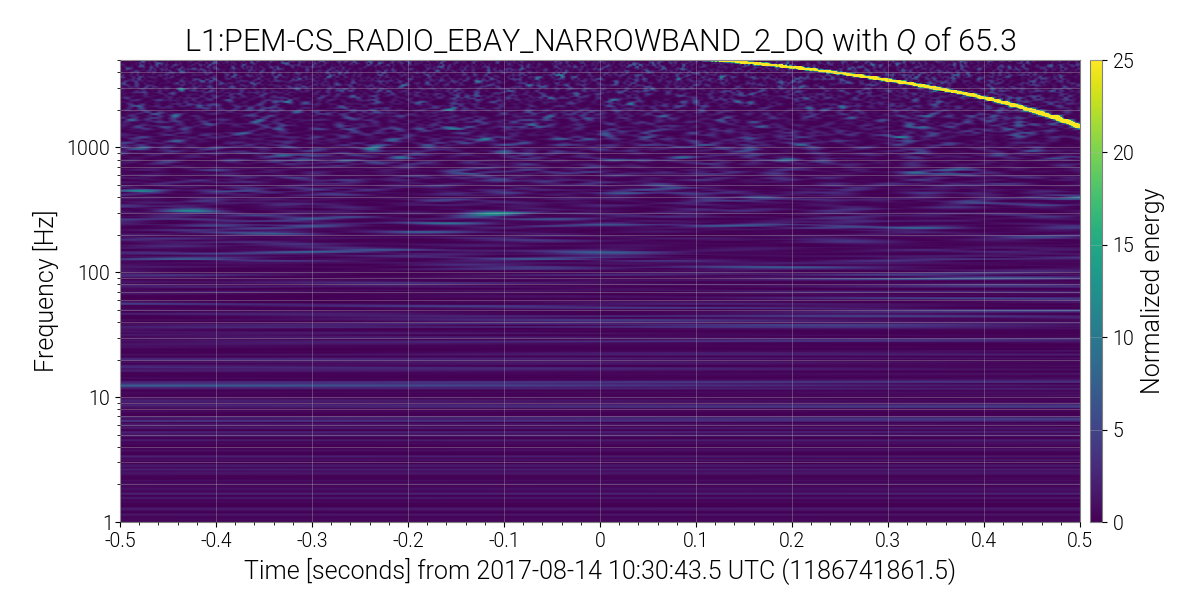 L1:PEM-CS_RADIO_EBAY_NARROWBAND_2_DQ with Q of 65.3
Frequency [Hz]
1000
100
10
1
-0.5 -0.4 -0.3 -0.2 -0.1 0 0.1 0.2 0.3 0.4 0.5
Time [seconds] from 2017-08-14 10:30:43.5 UTC (1186741861.5)
25
20
15
10
5
0
Normalized energy